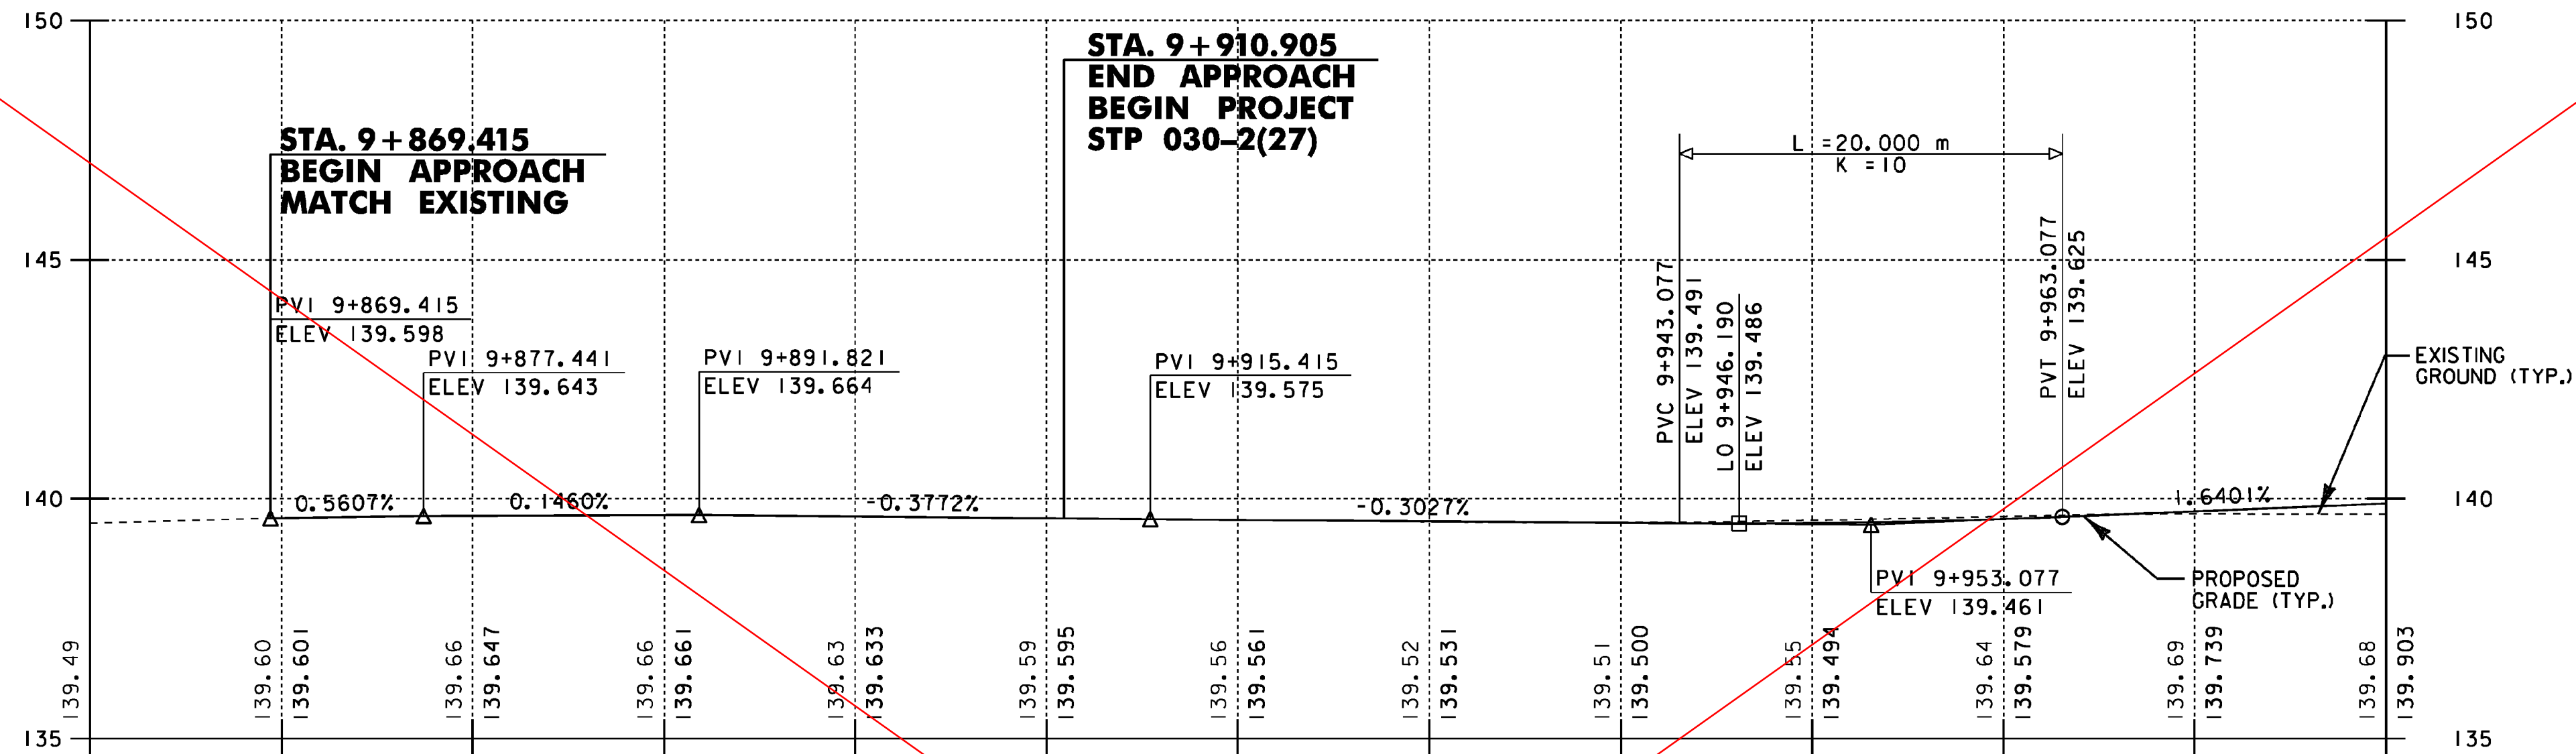 150
150
STA. 9+910.905
END APPROACH
BEGIN PROJECT
STP 030-2(27)
STA. 9+869.415
BEGIN APPROACH
MATCH EXISTING
L =20.000 m
K =10
145
145
PVI 9+869.415
ELEV 139.598
PVI 9+877.441
ELEV 139.643
PVI 9+891.821
ELEV 139.664
PVI 9+915.415
ELEV 139.575
PVC 9+943.077
ELEV 139.491
LO 9+946.190
ELEV 139.486
PVT 9+963.077
ELEV 139.625
EXISTING
GROUND (TYP.)
140
140
0.5607%
0.1460%
-0.3772%
-0.3027%
1.6401%
PVI 9+953.077
ELEV 139.461
PROPOSED
GRADE (TYP.)
139.49
139.60
139.601
139.66
139.647
139.66
139.661
139.63
139.633
139.59
139.595
139.56
139.561
139.52
139.531
139.51
139.500
139.55
139.494
139.64
139.579
139.69
139.739
139.68
139.903
135
135